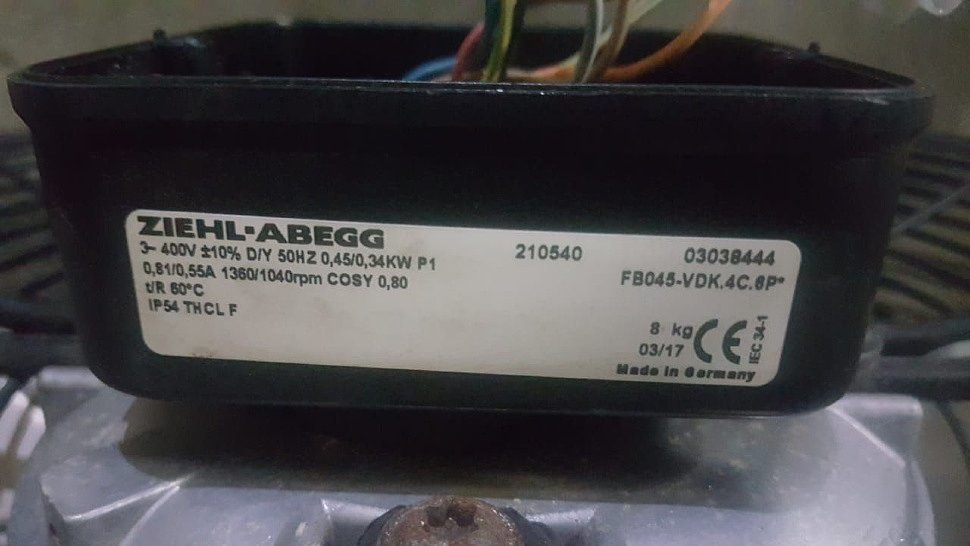 ZIEHL-ABEGG
3~ 400V ±10% D/Y 50HZ 0,45/0,34KW P1
0,81/0,55A 1360/1040rpm COSY 0,80
t/R 60°C
IP54 THCL F
210540
03038444
FB045-VDK.4C.6P*
8 kg
03/17
CE
IEC 34-1
Made in Germany